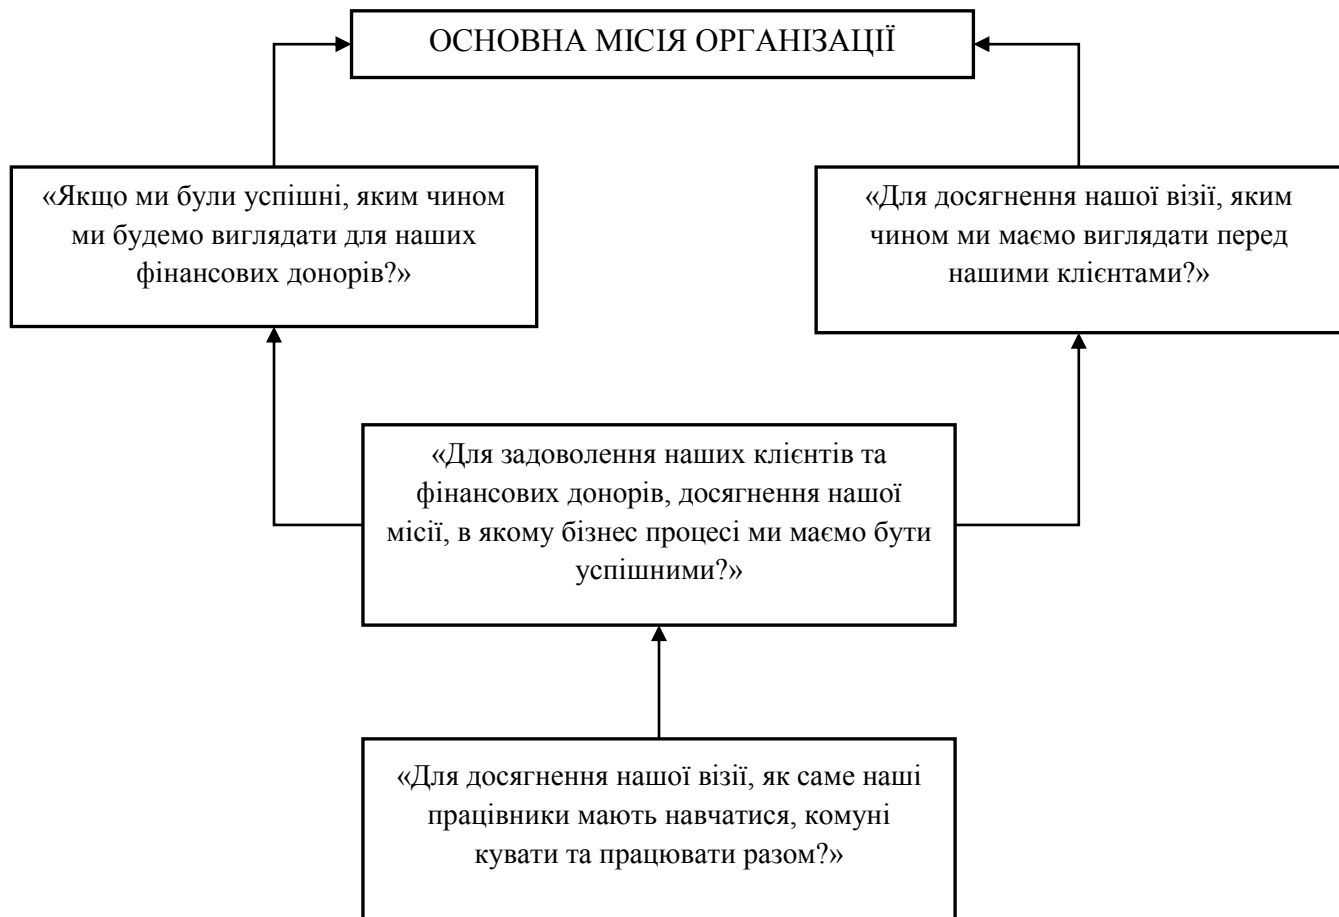 ОСНОВНА МІСІЯ ОРГАНІЗАЦІЇ
«Якщо ми були успішні, яким чином
ми будемо виглядати для наших
фінансових донорів?»
«Для досягнення нашої візії, яким
чином ми маємо виглядати перед
нашими клієнтами?»
«Для задоволення наших клієнтів та
фінансових донорів, досягнення нашої
місії, в якому бізнес процесі ми маємо бути
успішними?»
«Для досягнення нашої візії, як саме наші
працівники мають навчатися, комуні
кувати та працювати разом?»